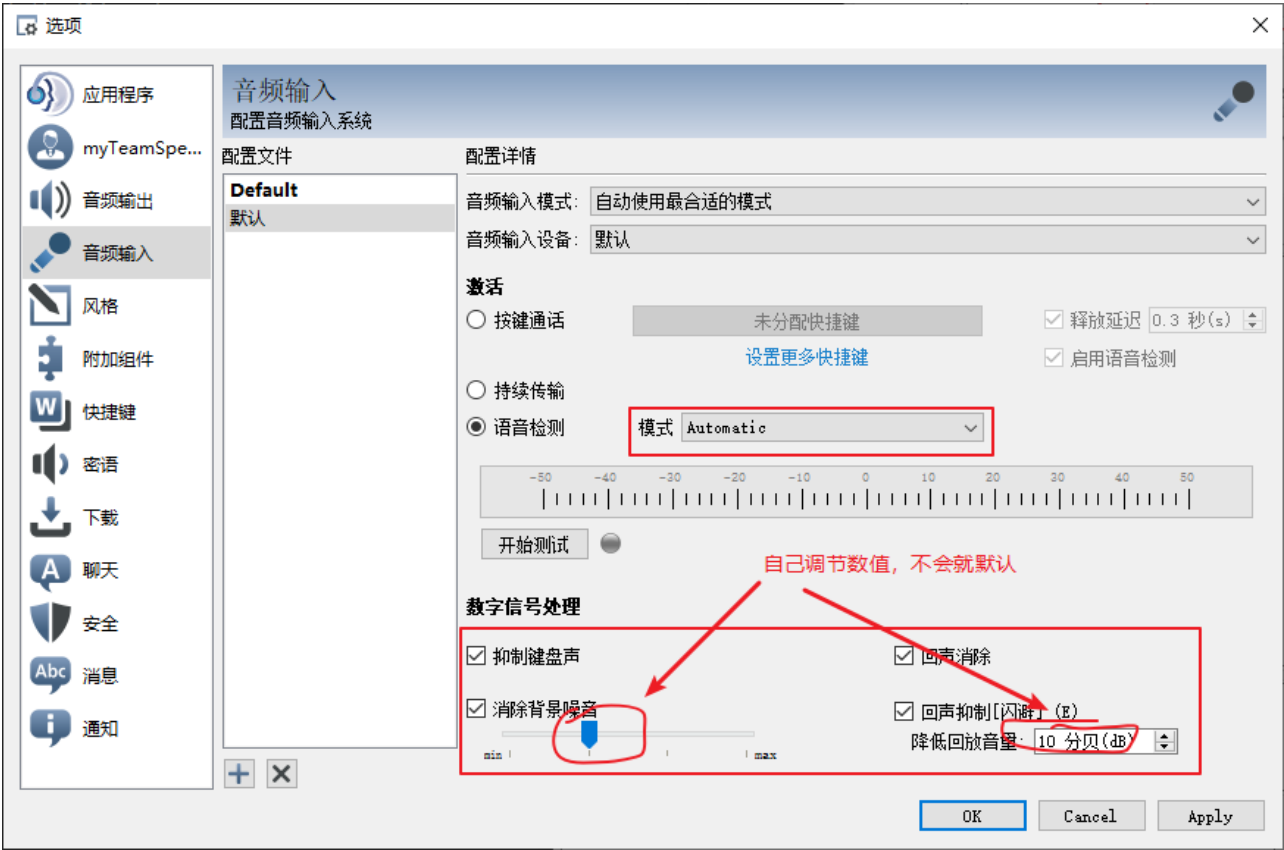 选项
应用程序
myTeamSpe...
音频输出
音频输入
风格
附加组件
快捷键
密语
下载
聊天
安全
消息
通知
音频输入
配置音频输入系统
配置文件
Default
默认
配置详情
音频输入模式: 自动使用最合适的模式
音频输入设备: 默认
激活
按键通话 未分配快捷键 释放延迟 0.3 秒(s)
设置更多快捷键 启用语音检测
持续传输
语音检测 模式 Automatic
-50 -40 -30 -20 -10 0 10 20 30 40 50
开始测试
自己调节数值，不会就默认
数字信号处理
抑制键盘声 回声消除
消除背景噪音 回声抑制[闪避] (E)
降低回放音量: 10 分贝(dB)
min max
OK Cancel Apply
W
A
Abc